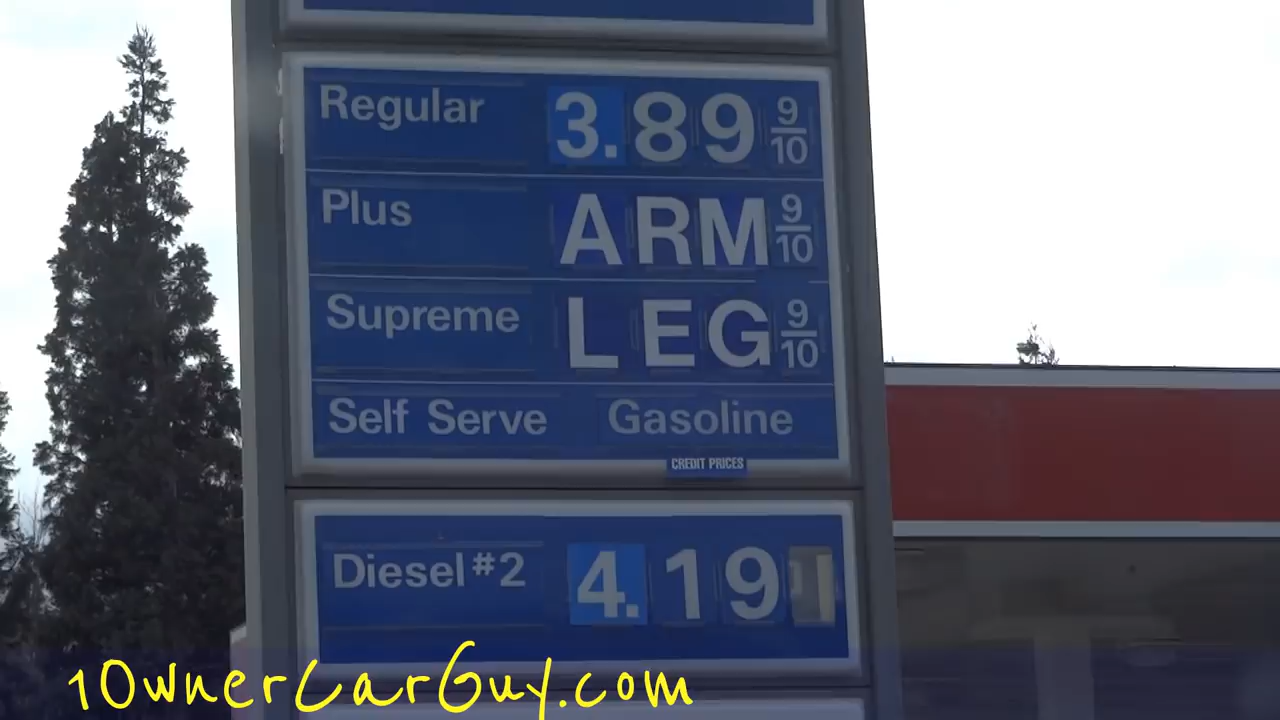 Regular 3.89 9/10
Plus ARM 9/10
Supreme LEG 9/10
Self Serve Gasoline
CREDIT PRICES
Diesel #2 4.19
1OwnerCarGuy.com